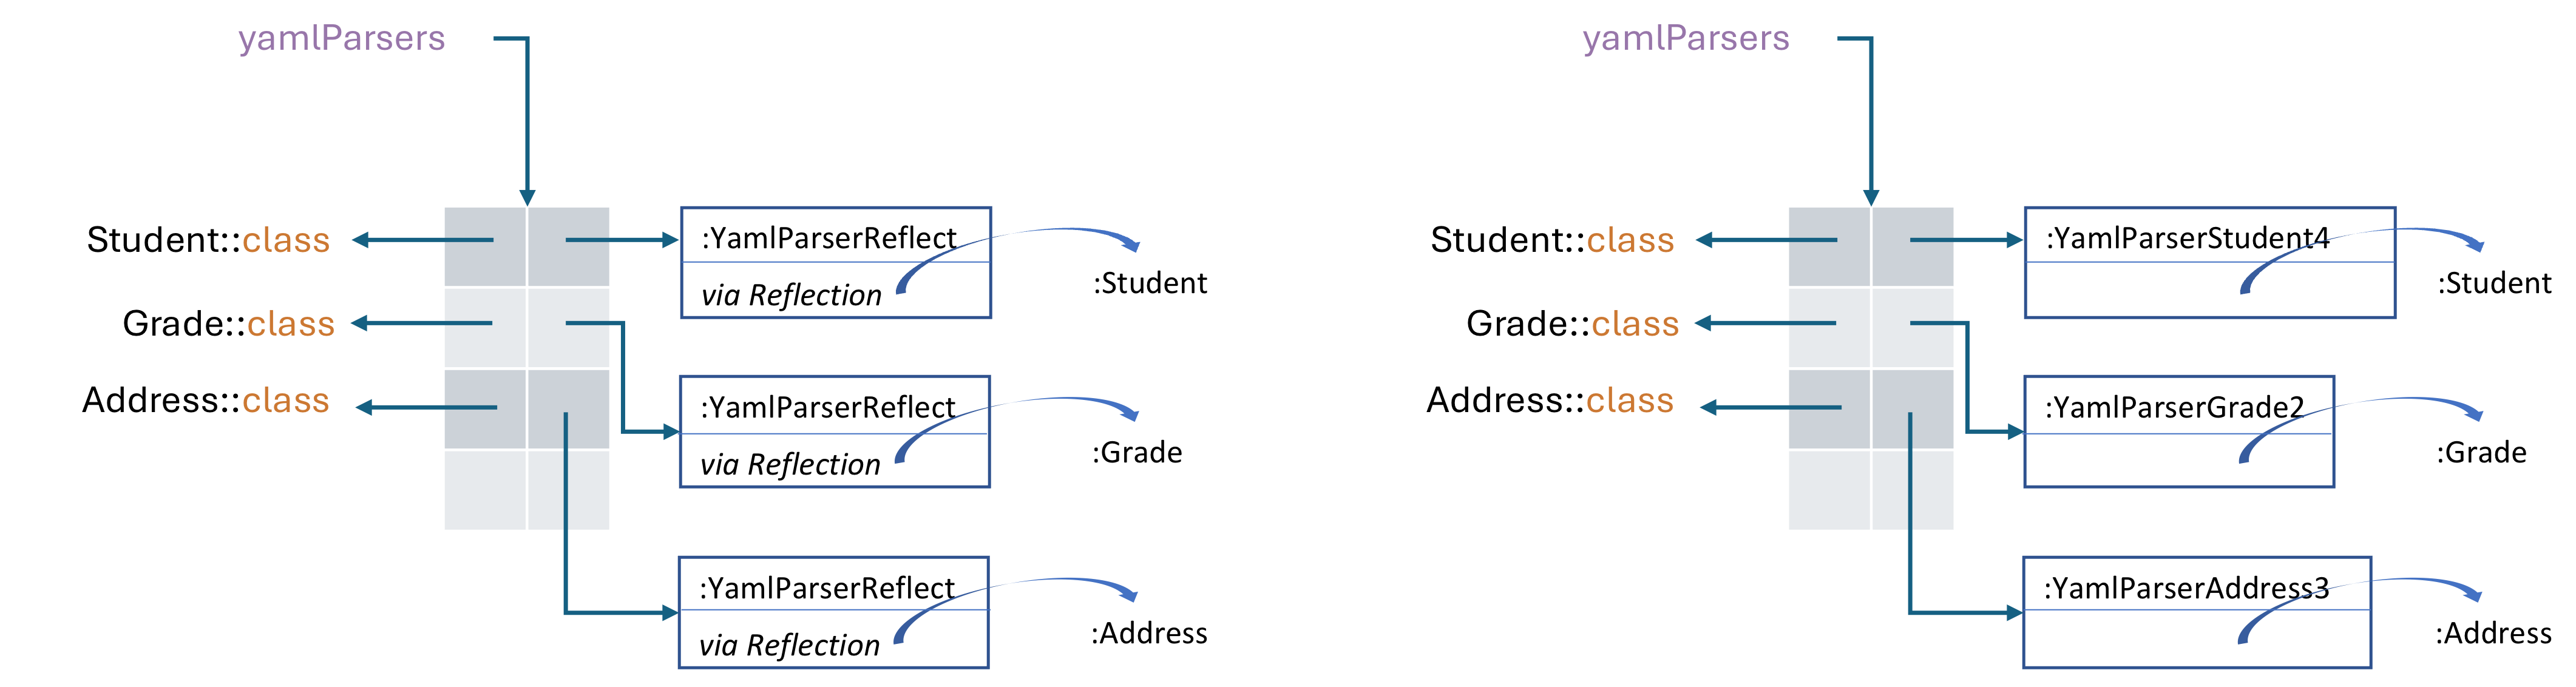 yamlParsers
Student::class
:YamlParserReflect
via Reflection
:Student
Grade::class
:YamlParserReflect
via Reflection
:Grade
Address::class
:YamlParserReflect
via Reflection
:Address
yamlParsers
Student::class
:YamlParserStudent4
:Student
Grade::class
:YamlParserGrade2
:Grade
Address::class
:YamlParserAddress3
:Address